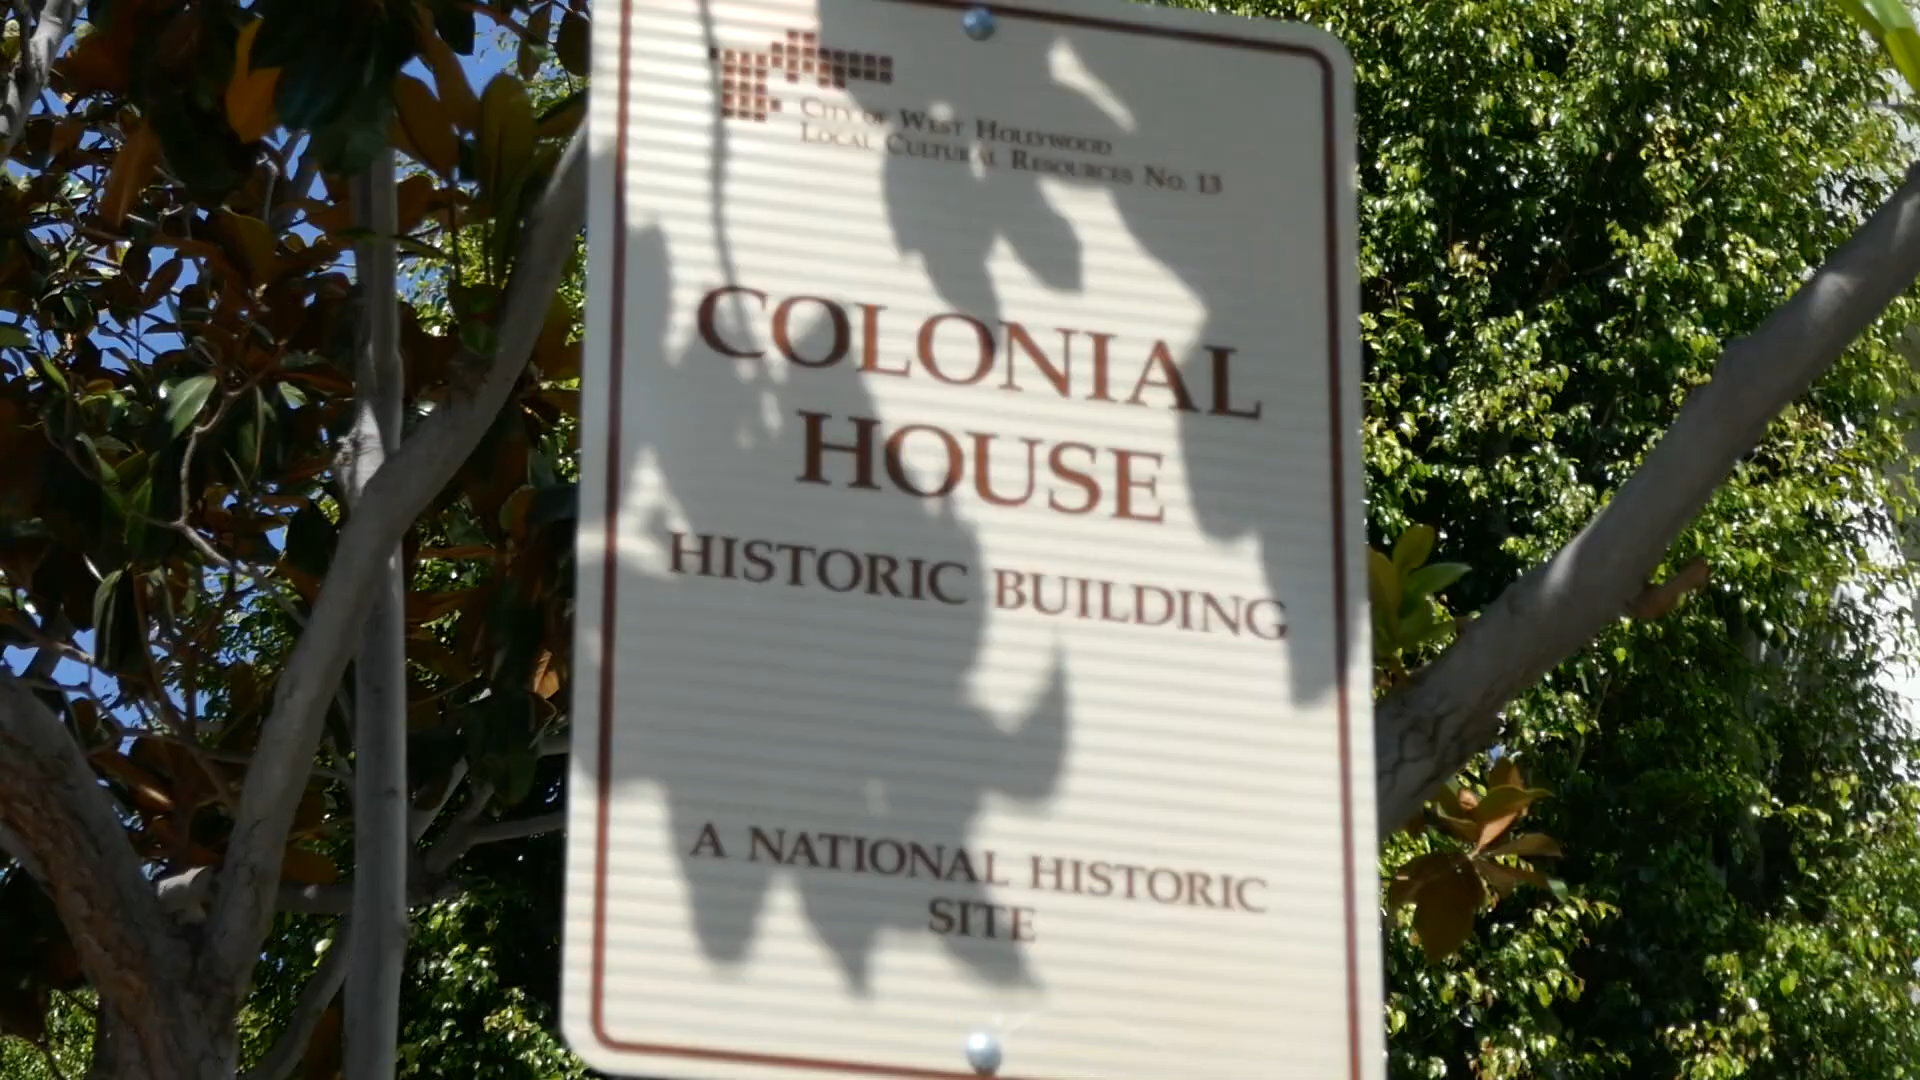 City of West Hollywood
Local Cultural Resources No. 13
COLONIAL
HOUSE
HISTORIC BUILDING
A NATIONAL HISTORIC
SITE